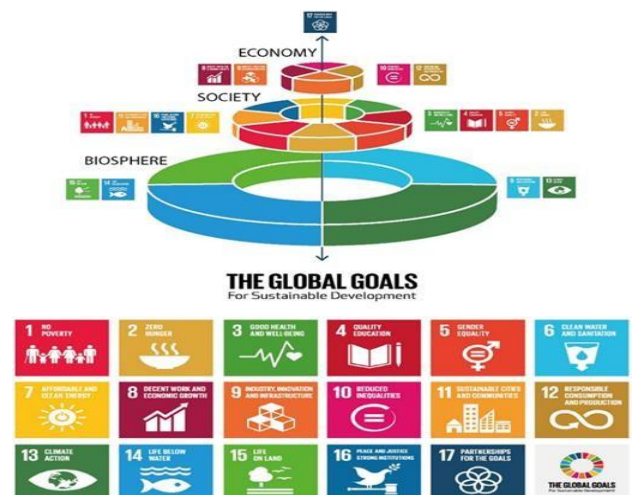 17
ECONOMY
SOCIETY
BIOSPHERE
THE GLOBAL GOALS
For Sustainable Development
1 NO
POVERTY
2 ZERO
HUNGER
3 GOOD HEALTH
AND WELL-BEING
4 QUALITY
EDUCATION
5 GENDER
EQUALITY
6 CLEAN WATER
AND SANITATION
7 AFFORDABLE AND
CLEAN ENERGY
8 DECENT WORK AND
ECONOMIC GROWTH
9 INDUSTRY, INNOVATION
AND INFRASTRUCTURE
10 REDUCED
INEQUALITIES
11 SUSTAINABLE CITIES
AND COMMUNITIES
12 RESPONSIBLE
CONSUMPTION
AND PRODUCTION
13 CLIMATE
ACTION
14 LIFE BELOW
WATER
15 LIFE
ON LAND
16 PEACE AND JUSTICE
STRONG INSTITUTIONS
17 PARTNERSHIPS
FOR THE GOALS
THE GLOBAL GOALS
For Sustainable Development